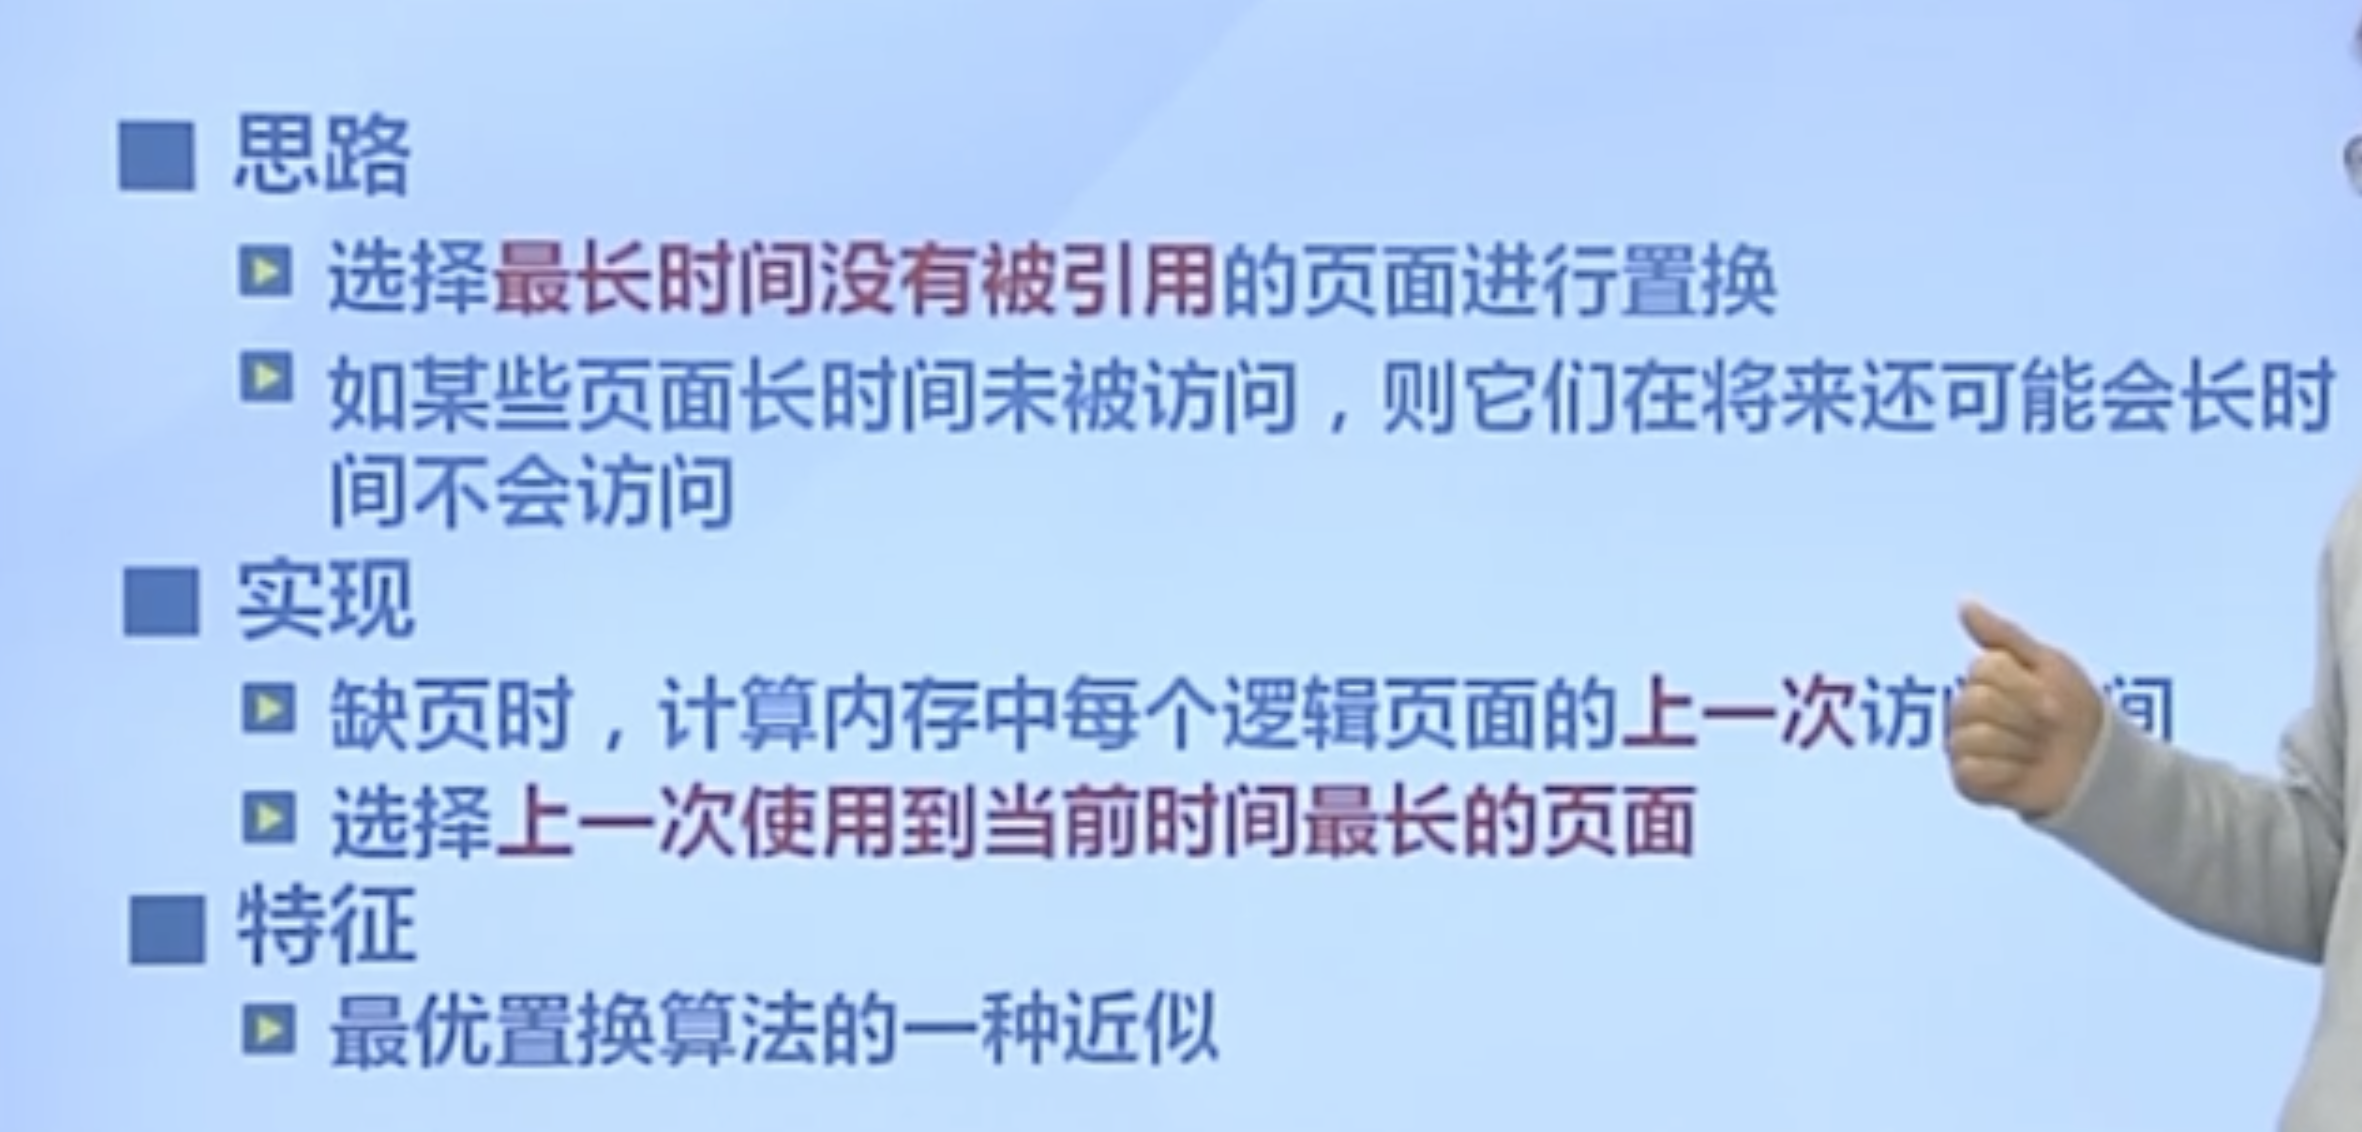 思路
选择最长时间没有被引用的页面进行置换
如某些页面长时间未被访问，则它们在将来还可能会长时
间不会访问
实现
缺页时，计算内存中每个逻辑页面的上一次访 间
选择上一次使用到当前时间最长的页面
特征
最优置换算法的一种近似